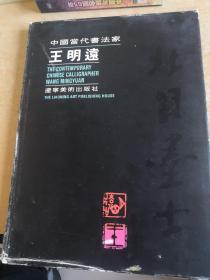 中國當代書法家
王明遠
THE CONTEMPORARY
CHINESE CALLIGRAPHER
WANG MINGYUAN
遼寧美術出版社
THE LIAONING ART PUBLISHING HOUSE